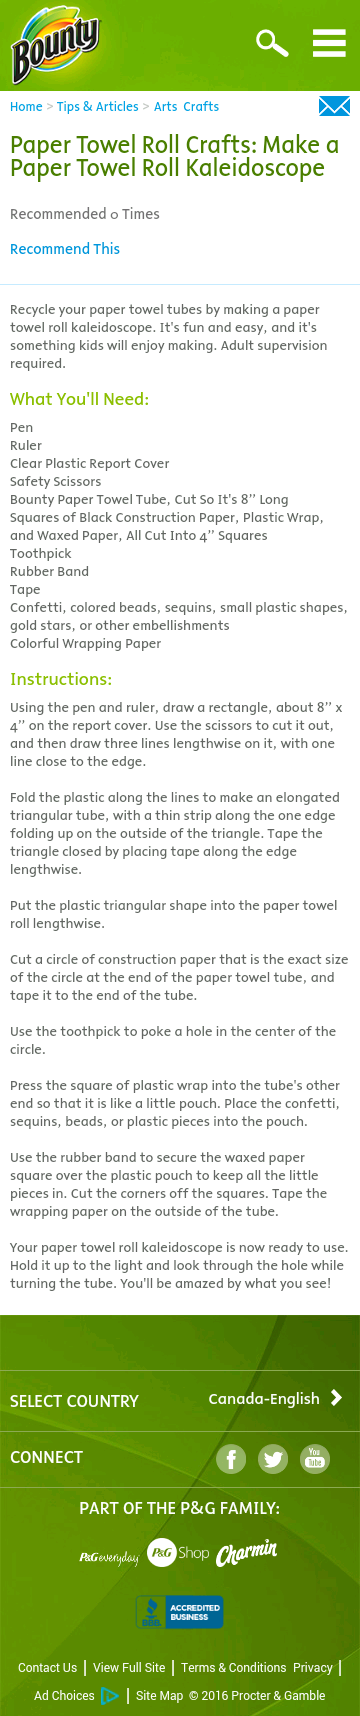 Bounty
Home > Tips & Articles > Arts Crafts
Paper Towel Roll Crafts: Make a
Paper Towel Roll Kaleidoscope
Recommended 0 Times
Recommend This
Recycle your paper towel tubes by making a paper
towel roll kaleidoscope. It's fun and easy, and it's
something kids will enjoy making. Adult supervision
required.
What You'll Need:
Pen
Ruler
Clear Plastic Report Cover
Safety Scissors
Bounty Paper Towel Tube, Cut So It's 8’’ Long
Squares of Black Construction Paper, Plastic Wrap,
and Waxed Paper, All Cut Into 4’’ Squares
Toothpick
Rubber Band
Tape
Confetti, colored beads, sequins, small plastic shapes,
gold stars, or other embellishments
Colorful Wrapping Paper
Instructions:
Using the pen and ruler, draw a rectangle, about 8’’ x
4’’ on the report cover. Use the scissors to cut it out,
and then draw three lines lengthwise on it, with one
line close to the edge.
Fold the plastic along the lines to make an elongated
triangular tube, with a thin strip along the one edge
folding up on the outside of the triangle. Tape the
triangle closed by placing tape along the edge
lengthwise.
Put the plastic triangular shape into the paper towel
roll lengthwise.
Cut a circle of construction paper that is the exact size
of the circle at the end of the paper towel tube, and
tape it to the end of the tube.
Use the toothpick to poke a hole in the center of the
circle.
Press the square of plastic wrap into the tube's other
end so that it is like a little pouch. Place the confetti,
sequins, beads, or plastic pieces into the pouch.
Use the rubber band to secure the waxed paper
square over the plastic pouch to keep all the little
pieces in. Cut the corners off the squares. Tape the
wrapping paper on the outside of the tube.
Your paper towel roll kaleidoscope is now ready to use.
Hold it up to the light and look through the hole while
turning the tube. You'll be amazed by what you see!
SELECT COUNTRY Canada-English
CONNECT f You Tube
PART OF THE P&G FAMILY:
P&G everyday P&G Shop Charmin
BBB ACCREDITED
BUSINESS
Contact Us | View Full Site | Terms & Conditions Privacy |
Ad Choices | Site Map © 2016 Procter & Gamble